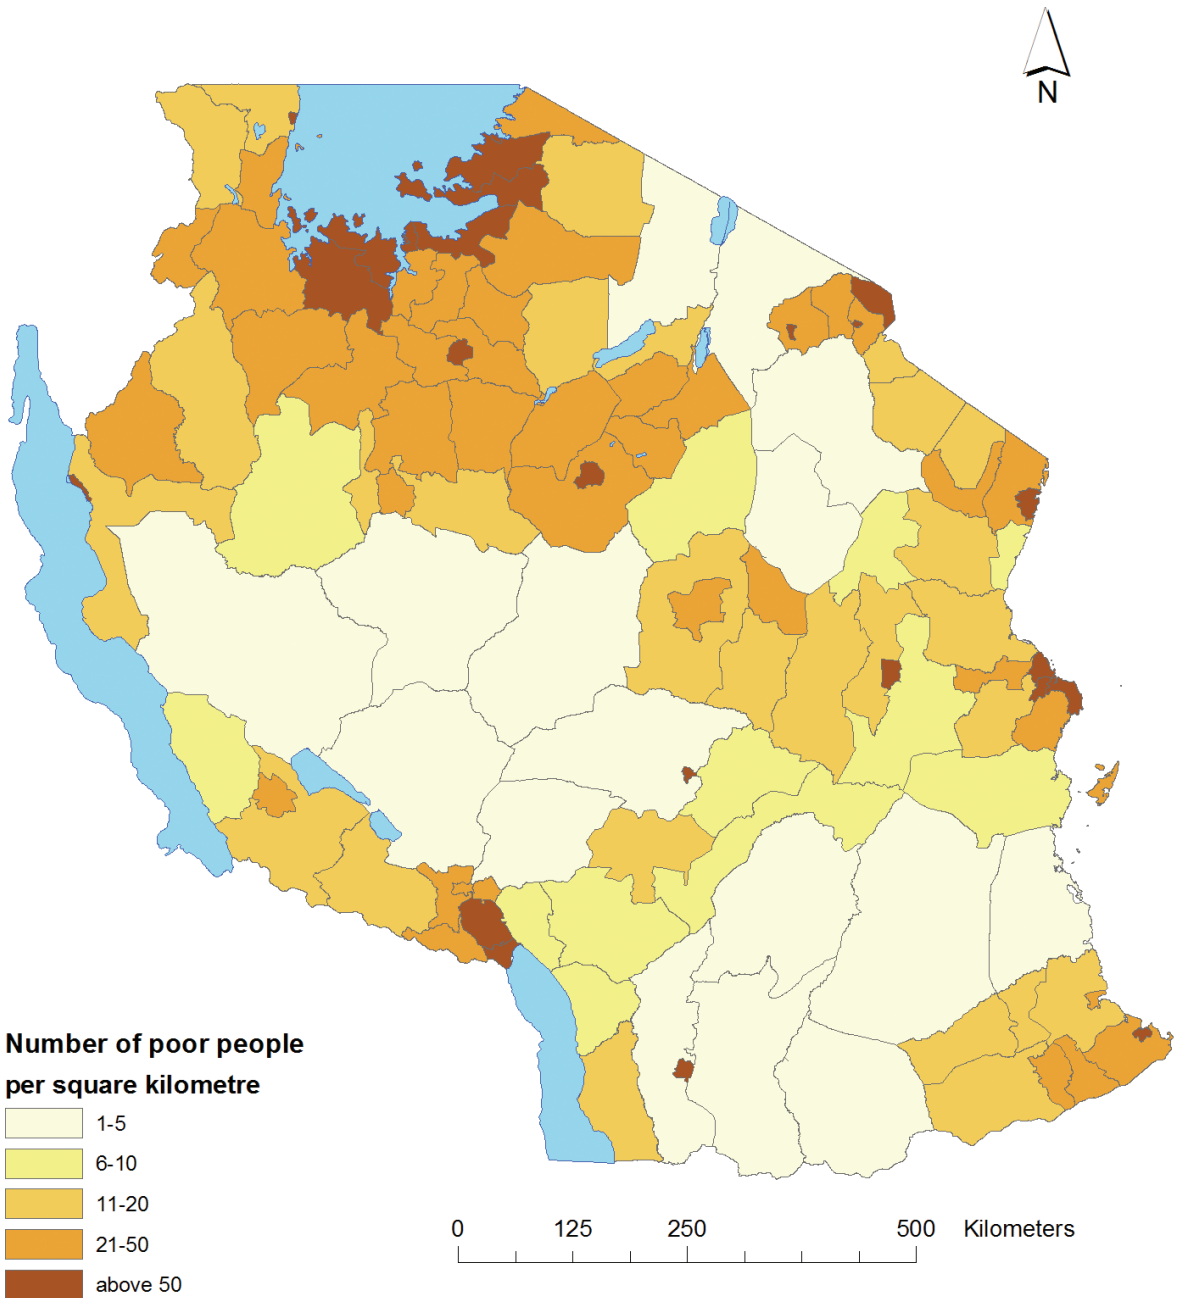 N
Number of poor people
per square kilometre
1-5
6-10
11-20
21-50
above 50
0 125 250 500 Kilometers